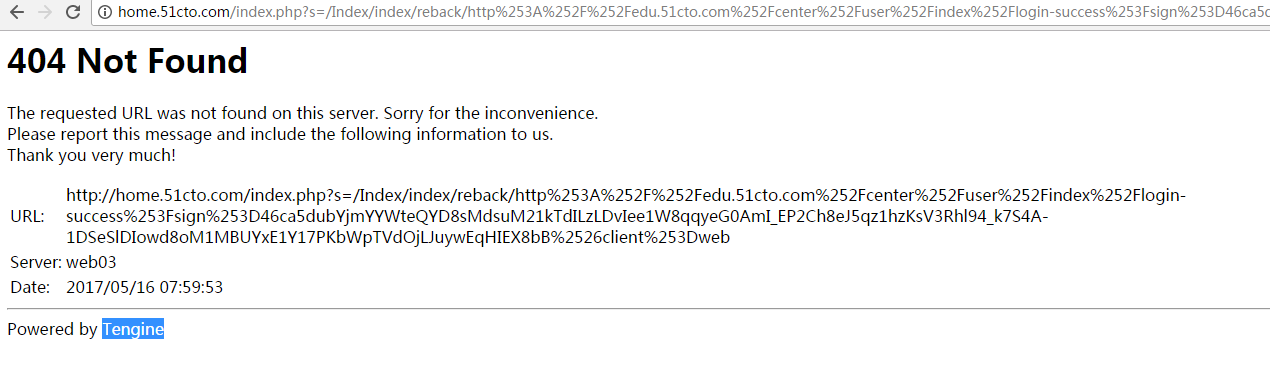 home.51cto.com/index.php?s=/Index/index/reback/http%253A%252F%252Fedu.51cto.com%252Fcenter%252Fuser%252Findex%252Flogin-success%253Fsign%253D46ca5d
404 Not Found
The requested URL was not found on this server. Sorry for the inconvenience.
Please report this message and include the following information to us.
Thank you very much!
http://home.51cto.com/index.php?s=/Index/index/reback/http%253A%252F%252Fedu.51cto.com%252Fcenter%252Fuser%252Findex%252Flogin-
URL: success%253Fsign%253D46ca5dubYjmYYWteQYD8sMdsuM21kTdILzLDvIee1W8qqyeG0AmI_EP2Ch8eJ5qz1hzKsV3Rhl94_k7S4A-
1DSeSlDIowd8oM1MBUYxE1Y17PKbWpTVdOjLJuywEqHIEX8bB%2526client%253Dweb
Server: web03
Date: 2017/05/16 07:59:53
Powered by Tengine